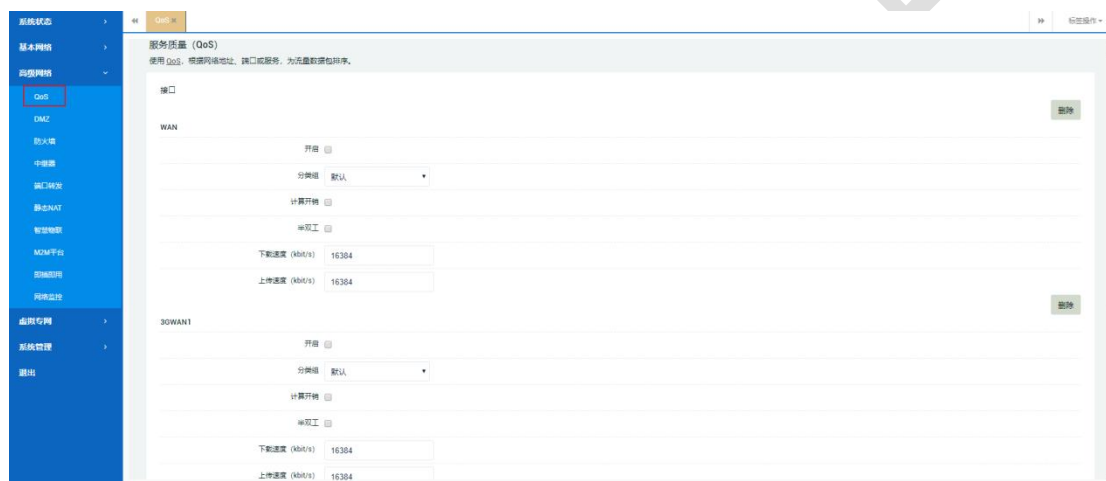 系统状态
基本网络
高级网络
QoS
DMZ
防火墙
中继器
端口转发
静态NAT
智慧物联
M2M平台
即插即用
网络监控
虚拟专网
系统管理
退出
QoS
标签操作
服务质量 (QoS)
使用 QoS，根据网络地址、端口或服务，为流量数据包排序。
接口
删除
WAN
开启
分类组 默认
计算开销
半双工
下载速度 (kbit/s) 16384
上传速度 (kbit/s) 16384
删除
3GWAN1
开启
分类组 默认
计算开销
半双工
下载速度 (kbit/s) 16384
上传速度 (kbit/s) 16384